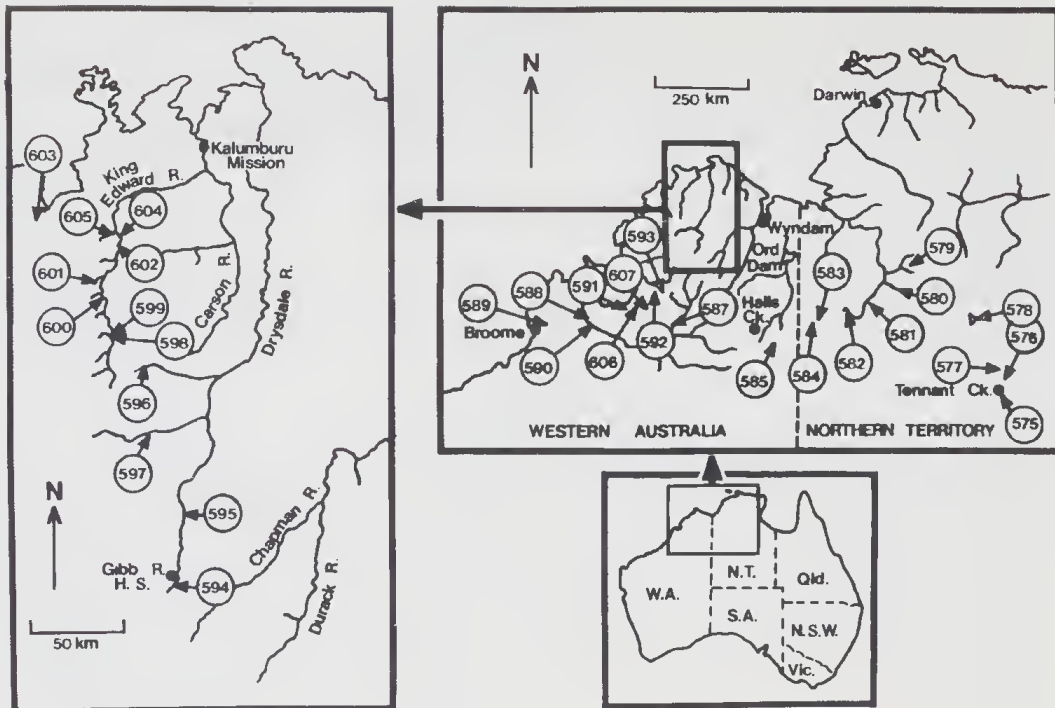 603
King
Edward R.
Kalumburu
Mission
605
604
602
601
600
599
598
Carson R.
Drysdale R.
596
597
N
595
Gibb R.
H. S.
594
Chapman R.
Durack R.
50 km
N
250 km
Darwin
593
607
591
588
589
Broome
590
606
592
587
Wyndam
Ord
Dam
Halls
Ck.
585
584
583
582
581
580
579
578
576
577
Tennant Ck.
575
WESTERN AUSTRALIA
NORTHERN TERRITORY
W.A.
N.T.
Qld.
S.A.
N.S.W.
Vic.